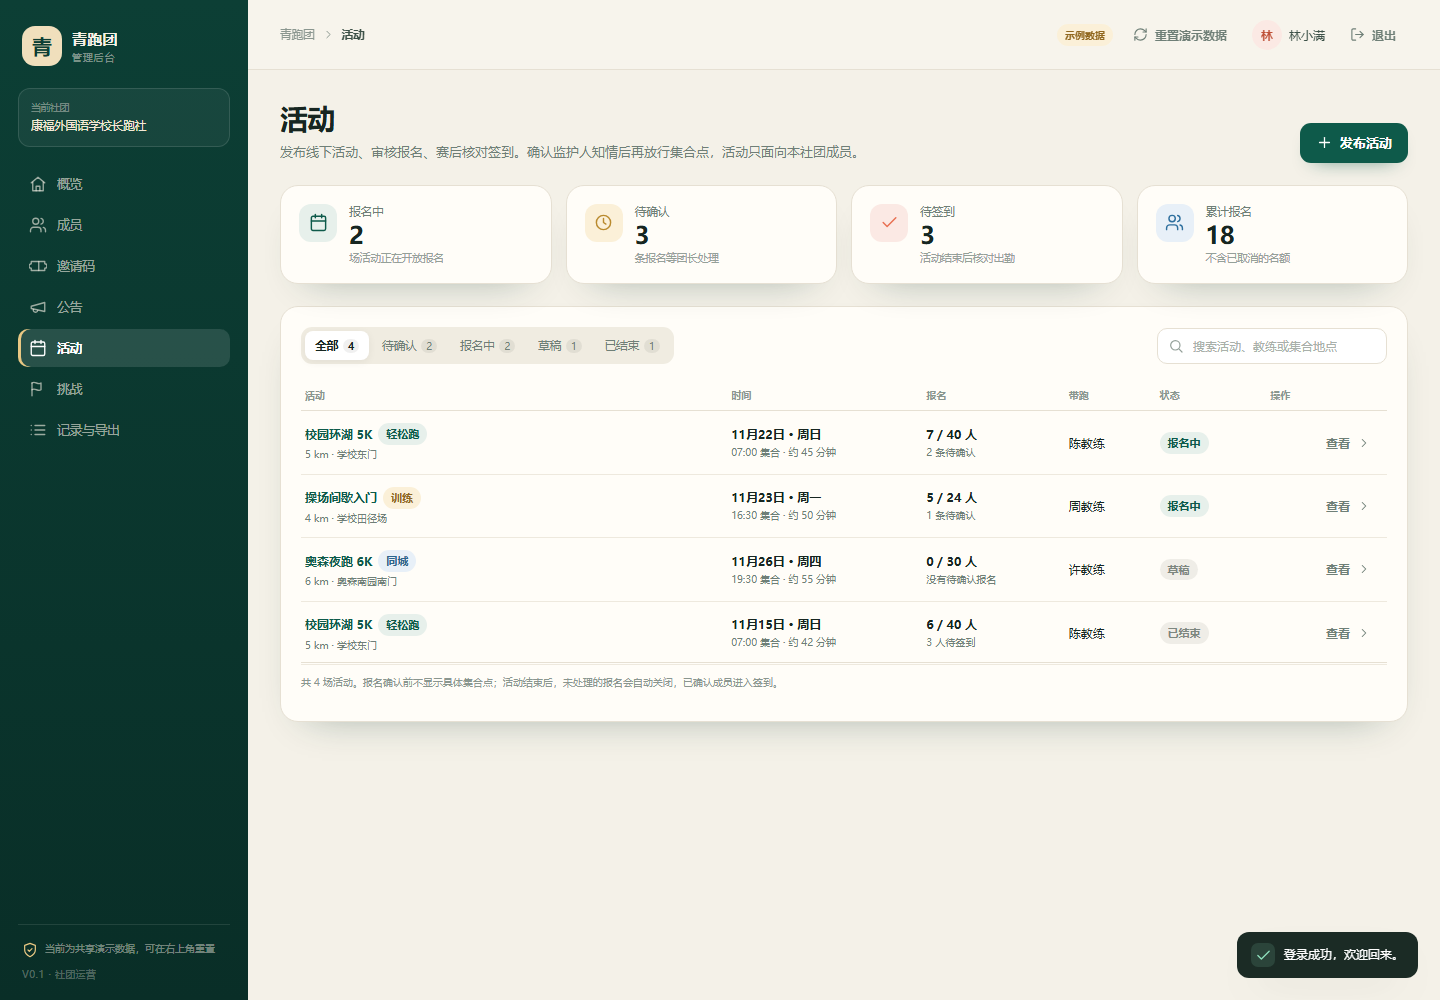 青
青跑团
管理后台
当前社团
康福外国语学校长跑社
概览
成员
邀请码
公告
活动
挑战
记录与导出
当前为共享演示数据，可在右上角重置
V0.1 · 社团运营
青跑团 > 活动
示例数据
重置演示数据
林 林小满
退出
活动
发布线下活动、审核报名、赛后核对签到。确认监护人知情后再放行集合点，活动只面向本社团成员。
发布活动
报名中
2
场活动正在开放报名
待确认
3
条报名等团长处理
待签到
3
活动结束后核对出勤
累计报名
18
不含已取消的名额
全部 4 待确认 2 报名中 2 草稿 1 已结束 1
搜索活动、教练或集合地点
活动 时间 报名 带跑 状态 操作
校园环湖 5K 轻松跑 11月22日 • 周日 7 / 40 人 陈教练 报名中 查看
5 km · 学校东门 07:00 集合 · 约 45 分钟 2 条待确认
操场间歇入门 训练 11月23日 • 周一 5 / 24 人 周教练 报名中 查看
4 km · 学校田径场 16:30 集合 · 约 50 分钟 1 条待确认
奥森夜跑 6K 同城 11月26日 • 周四 0 / 30 人 许教练 草稿 查看
6 km · 奥森南园南门 19:30 集合 · 约 55 分钟 没有待确认报名
校园环湖 5K 轻松跑 11月15日 • 周日 6 / 40 人 陈教练 已结束 查看
5 km · 学校东门 07:00 集合 · 约 42 分钟 3 人待签到
共 4 场活动。报名确认前不显示具体集合点；活动结束后，未处理的报名会自动关闭，已确认成员进入签到。
登录成功，欢迎回来。